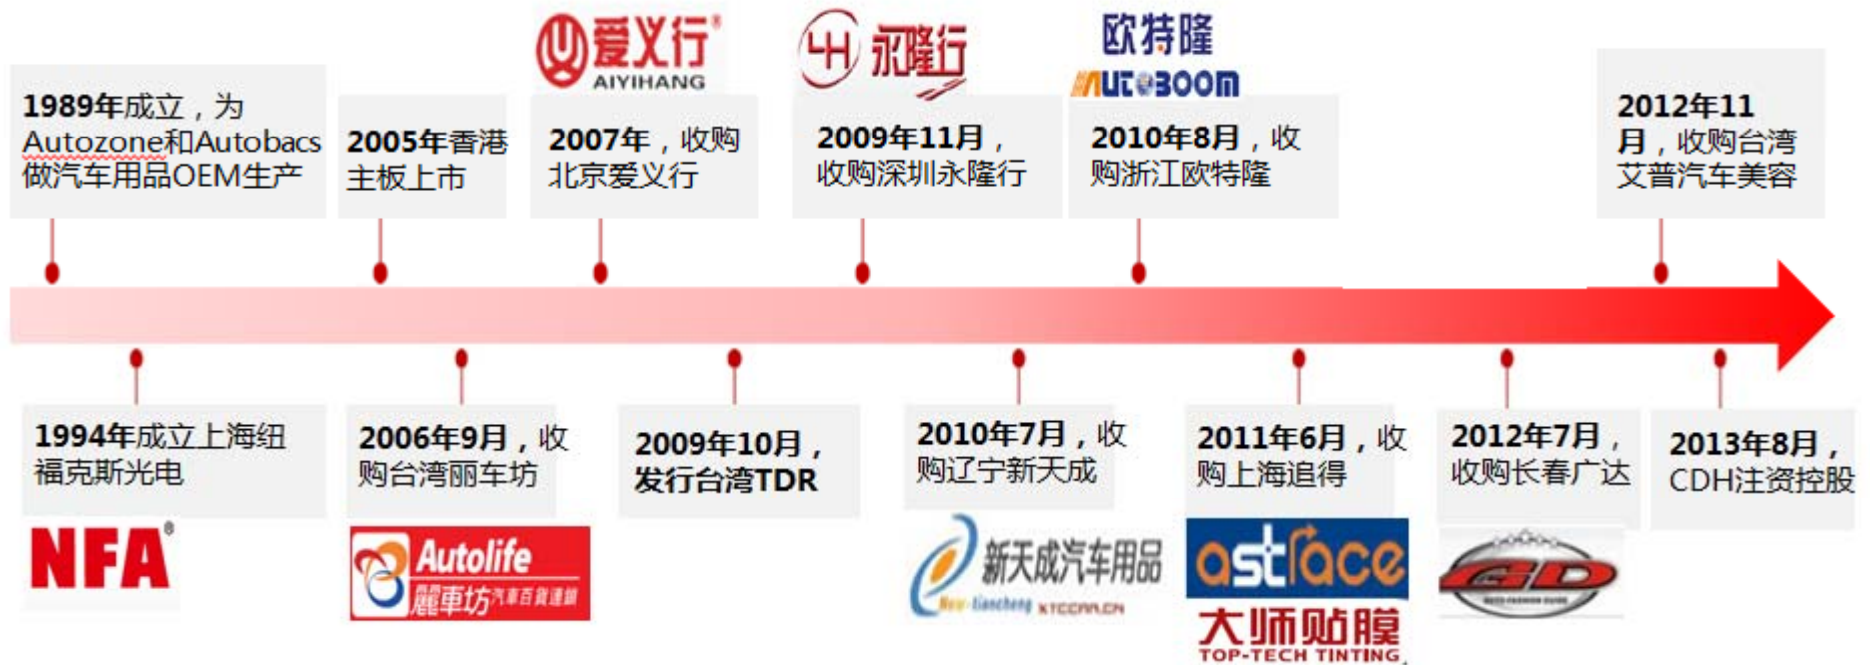 爱义行®
AIYIHANG
永隆行
欧特隆
AUTOBOOM
1989年成立，为
Autozone和Autobacs
做汽车用品OEM生产
2005年香港
主板上市
2007年，收购
北京爱义行
2009年11月，
收购深圳永隆行
2010年8月，收
购浙江欧特隆
2012年11
月，收购台湾
艾普汽车美容
1994年成立上海纽
福克斯光电
2006年9月，收
购台湾丽车坊
2009年10月，
发行台湾TDR
2010年7月，收
购辽宁新天成
2011年6月，收
购上海追得
2012年7月，
收购长春广达
2013年8月，
CDH注资控股
NFA®
Autolife
麗車坊汽車百貨連鎖
新天成汽车用品
New-tiancheng XTCCAR.CN
astrace
大师贴膜
TOP-TECH TINTING
GD